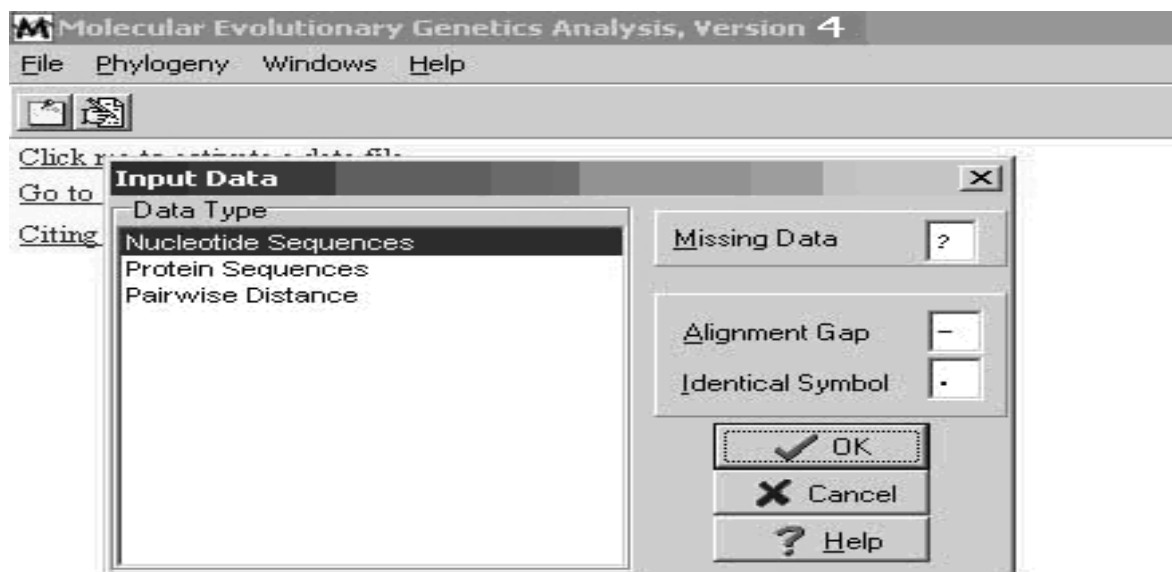 Molecular Evolutionary Genetics Analysis, Version 4
File Phylogeny Windows Help
Click
Go to
Citing
Input Data
Data Type
Nucleotide Sequences
Protein Sequences
Pairwise Distance
Missing Data ?
Alignment Gap -
Identical Symbol .
OK
Cancel
Help